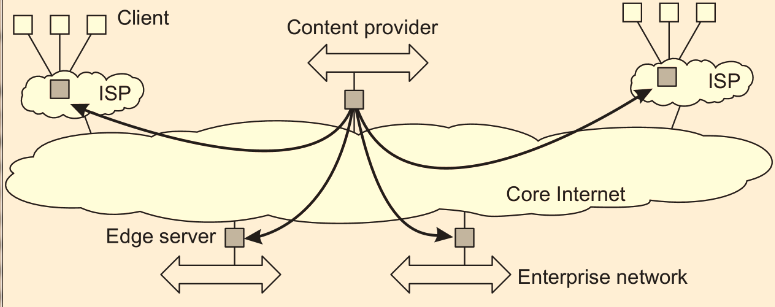 Client
Content provider
ISP
ISP
Core Internet
Edge server
Enterprise network